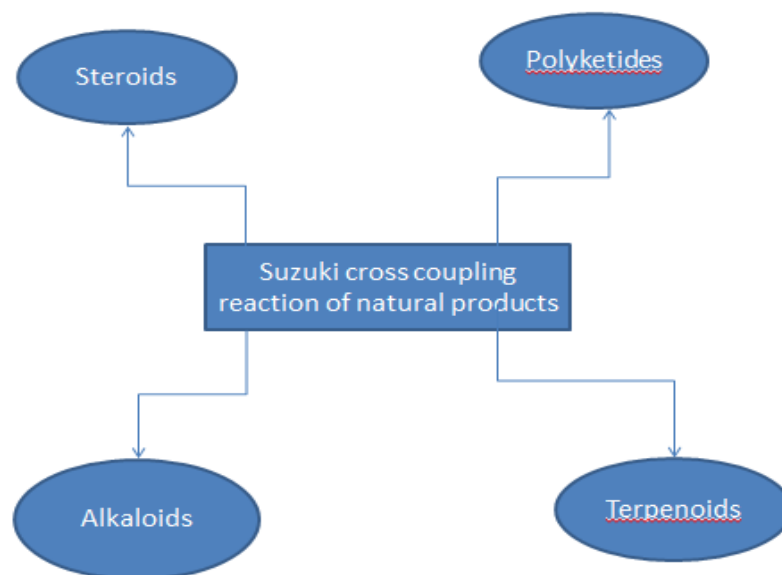 Steroids
Polyketides
Suzuki cross coupling
reaction of natural products
Alkaloids
Terpenoids